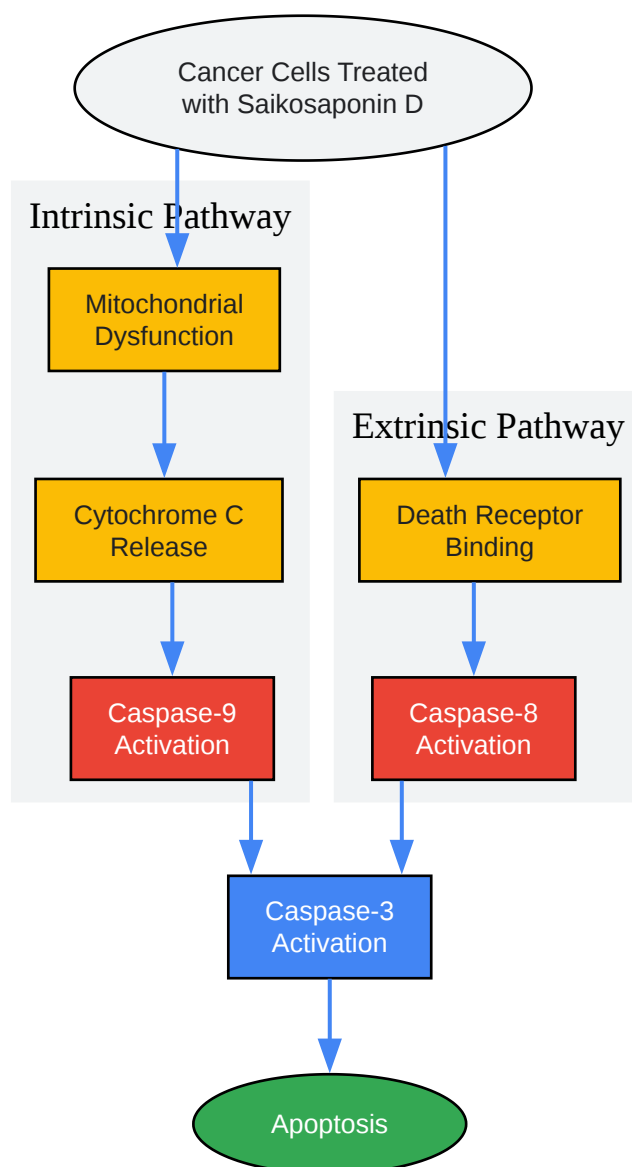 Cancer Cells Treated
with Saikosaponin D
Intrinsic Pathway
Mitochondrial
Dysfunction
Extrinsic Pathway
Cytochrome C
Release
Death Receptor
Binding
Caspase-9
Activation
Caspase-8
Activation
Caspase-3
Activation
Apoptosis